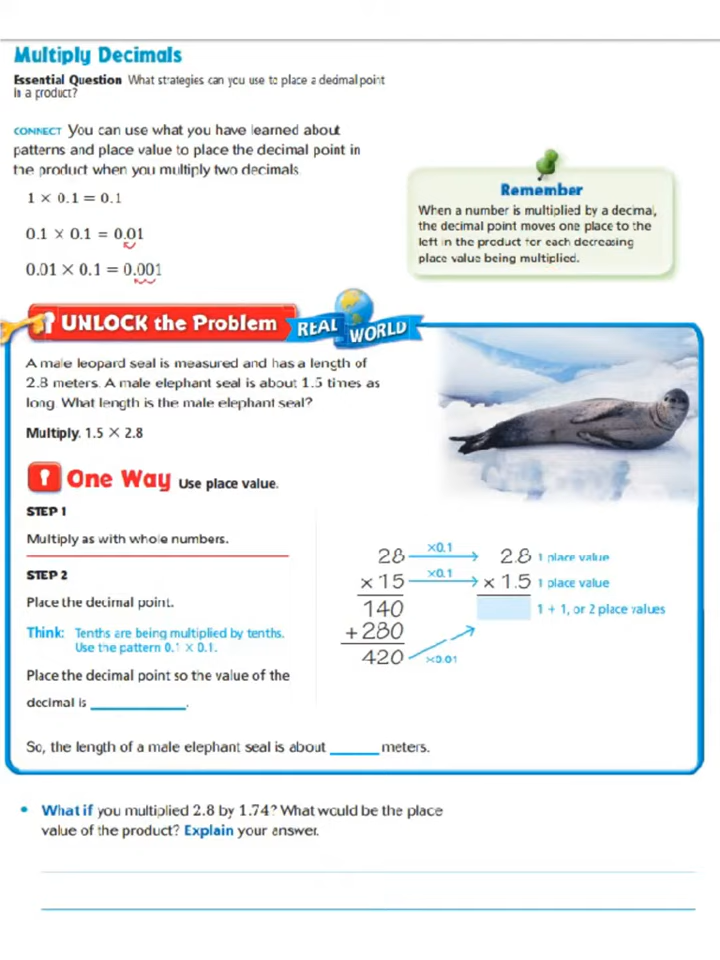 Multiply Decimals
Essential Question What strategies can you use to place a decimal point
in a product?
CONNECT You can use what you have learned about
patterns and place value to place the decimal point in
the product when you multiply two decimals.
1 × 0.1 = 0.1
0.1 × 0.1 = 0.01
0.01 × 0.1 = 0.001
Remember
When a number is multiplied by a decimal,
the decimal point moves one place to the
left in the product for each decreasing
place value being multiplied.
UNLOCK the Problem REAL WORLD
A male leopard seal is measured and has a length of
2.8 meters. A male elephant seal is about 1.5 times as
long. What length is the male elephant seal?
Multiply. 1.5 × 2.8
One Way Use place value.
STEP 1
Multiply as with whole numbers.
STEP 2
Place the decimal point.
Think: Tenths are being multiplied by tenths.
Use the pattern 0.1 × 0.1.
Place the decimal point so the value of the
decimal is ____________.
28 ×0.1 2.8 1 place value
× 15 ×0.1 × 1.5 1 place value
140 1 + 1, or 2 place values
+280
420 ×0.01
So, the length of a male elephant seal is about ______ meters.
• What if you multiplied 2.8 by 1.74? What would be the place
value of the product? Explain your answer.